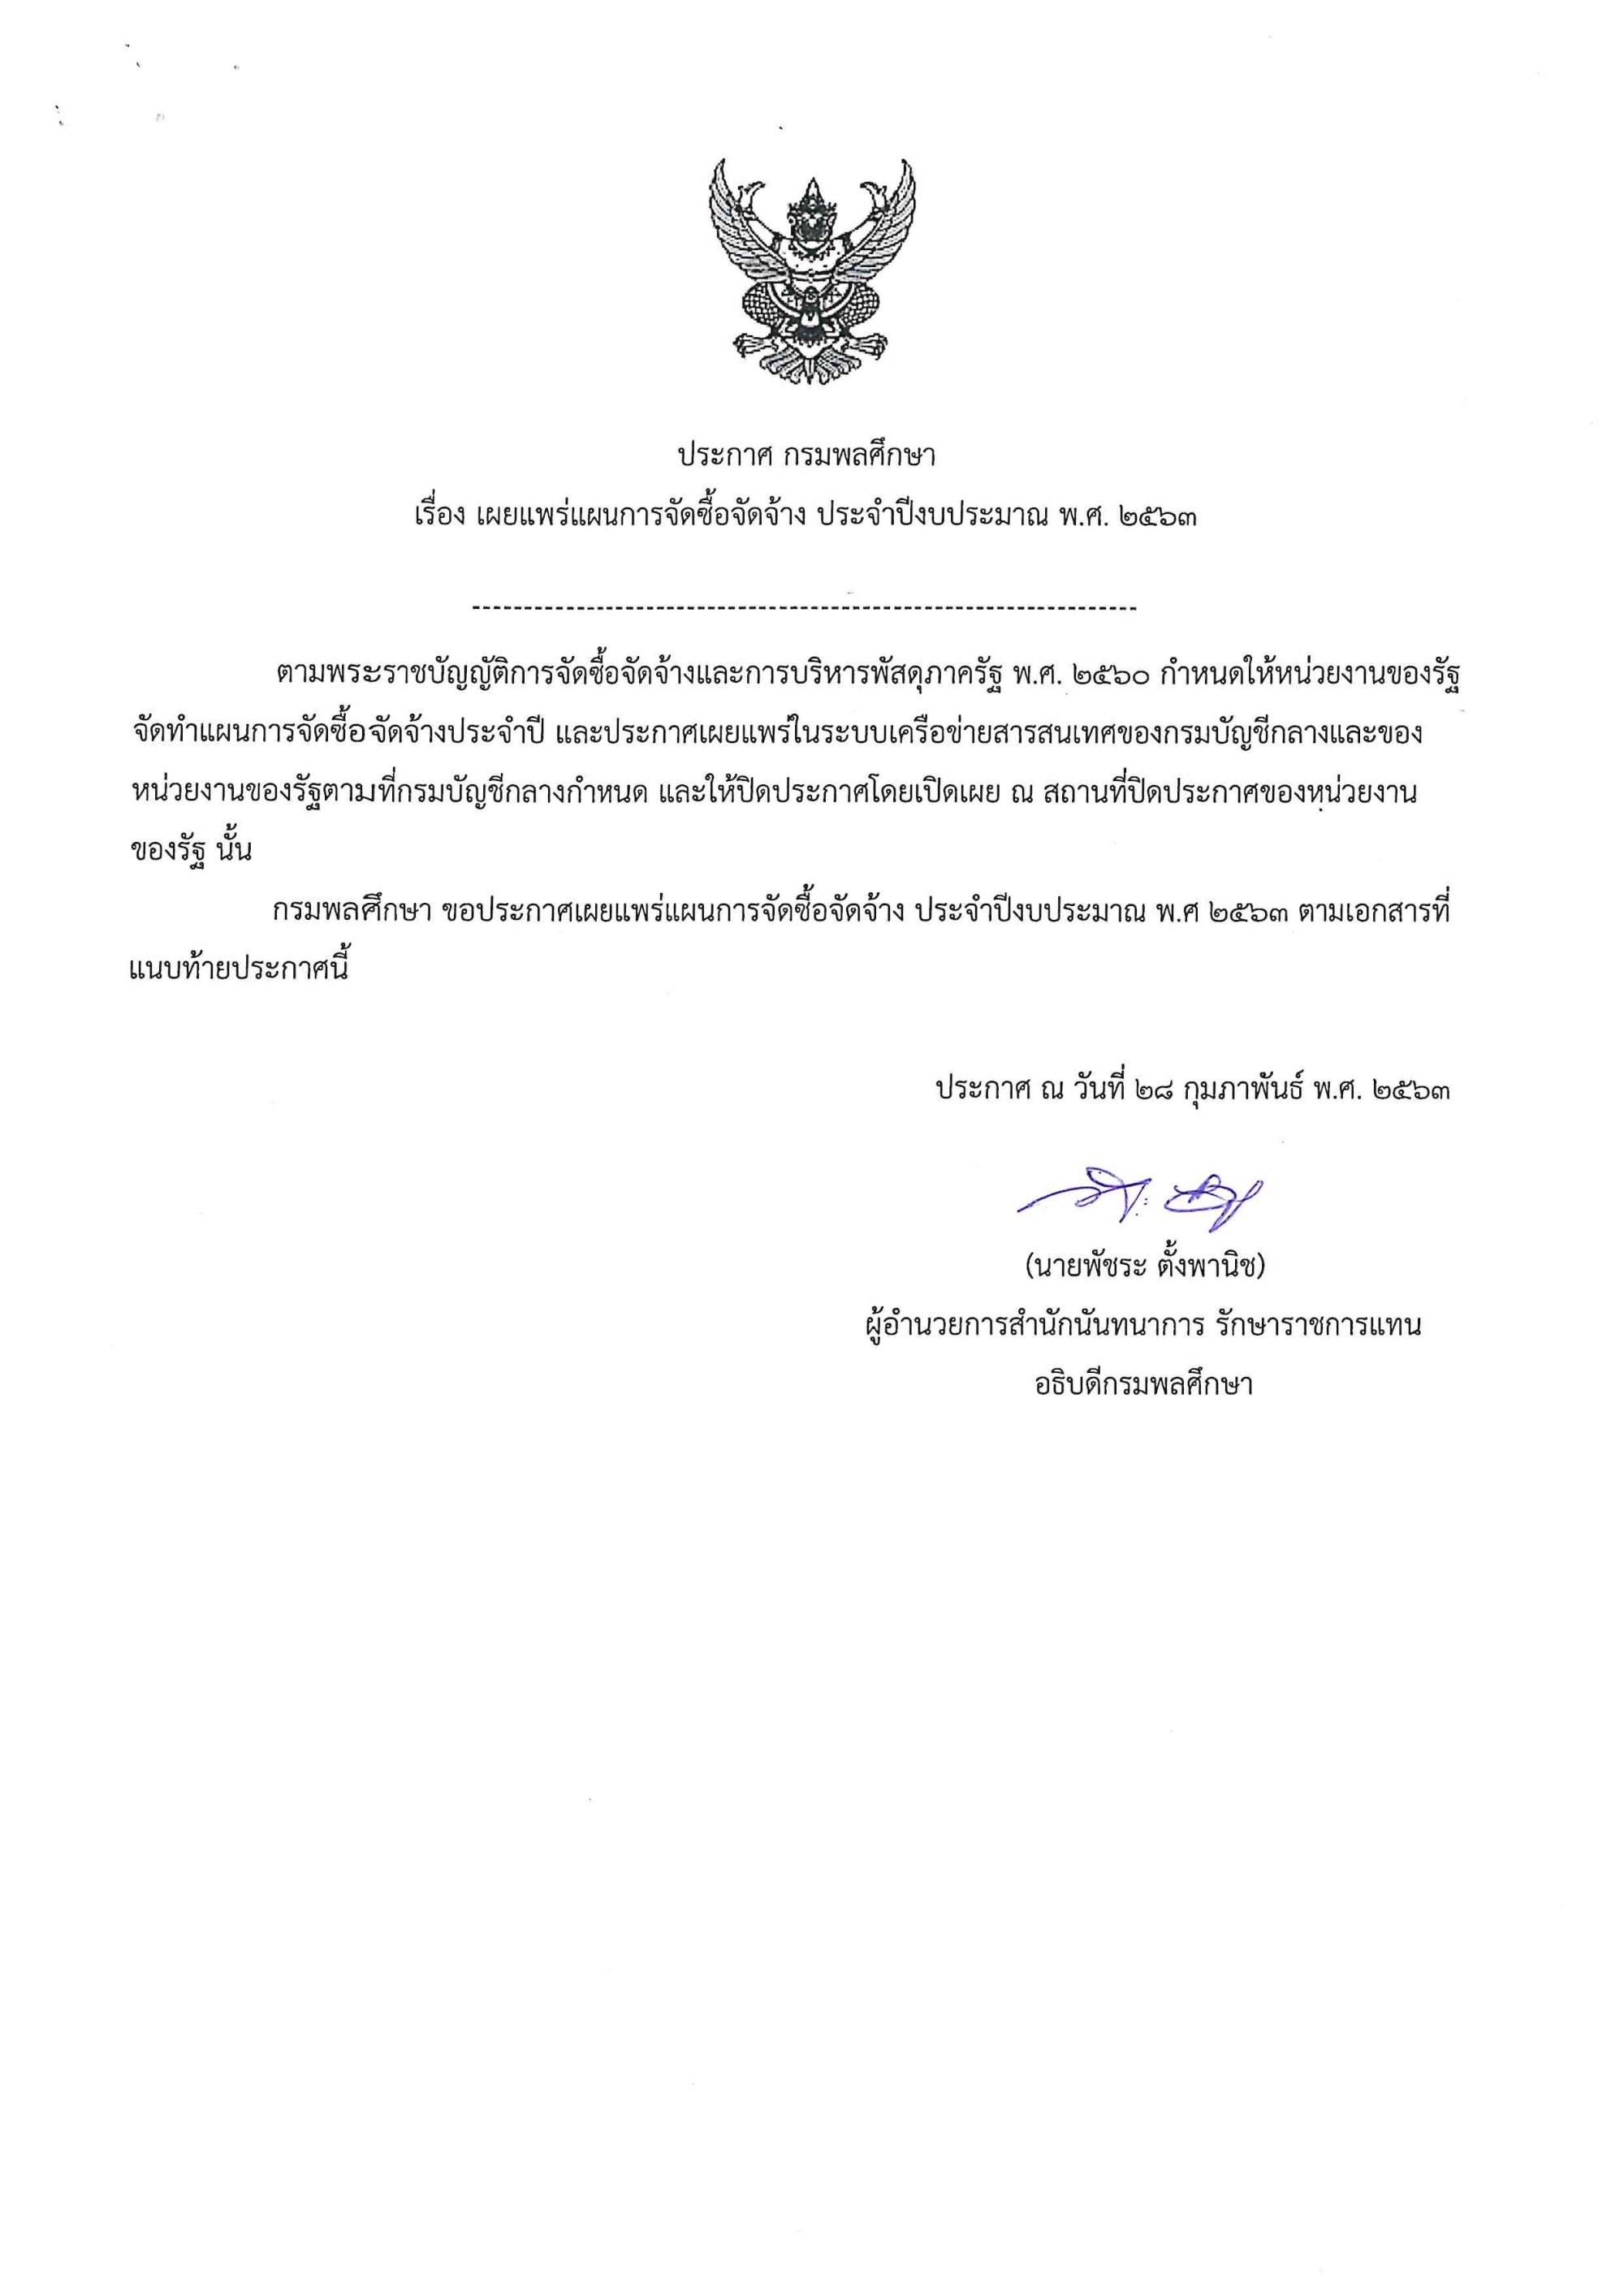 ประกาศ กรมพลศึกษา
เรื่อง เผยแพร่แผนการจัดซื้อจัดจ้าง ประจำปีงบประมาณ พ.ศ. ๒๕๖๓
ตามพระราชบัญญัติการจัดซื้อจัดจ้างและการบริหารพัสดุภาครัฐ พ.ศ. ๒๕๖๐ กำหนดให้หน่วยงานของรัฐ
จัดทำแผนการจัดซื้อจัดจ้างประจำปี และประกาศเผยแพร่ในระบบเครือข่ายสารสนเทศของกรมบัญชีกลางและของ
หน่วยงานของรัฐตามที่กรมบัญชีกลางกำหนด และให้ปิดประกาศโดยเปิดเผย ณ สถานที่ปิดประกาศของหน่วยงาน
ของรัฐ นั้น
กรมพลศึกษา ขอประกาศเผยแพร่แผนการจัดซื้อจัดจ้าง ประจำปีงบประมาณ พ.ศ ๒๕๖๓ ตามเอกสารที่
แนบท้ายประกาศนี้
ประกาศ ณ วันที่ ๒๘ กุมภาพันธ์ พ.ศ. ๒๕๖๓
(นายพัชระ ตั้งพานิช)
ผู้อำนวยการสำนักนันทนาการ รักษาราชการแทน
อธิบดีกรมพลศึกษา